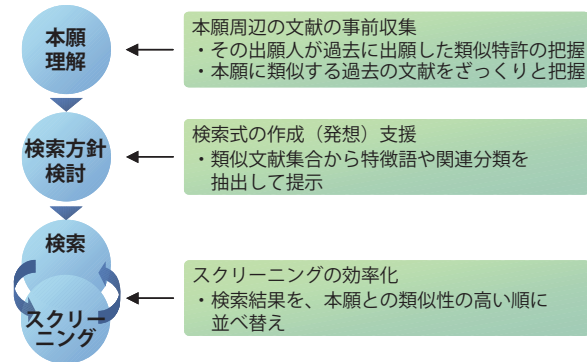 本願
理解
本願周辺の文献の事前収集
・その出願人が過去に出願した類似特許の把握
・本願に類似する過去の文献をざっくりと把握
検索方針
検討
検索式の作成（発想）支援
・類似文献集合から特徴語や関連分類を
抽出して提示
検索
スクリー
ニング
スクリーニングの効率化
・検索結果を、本願との類似性の高い順に
並べ替え